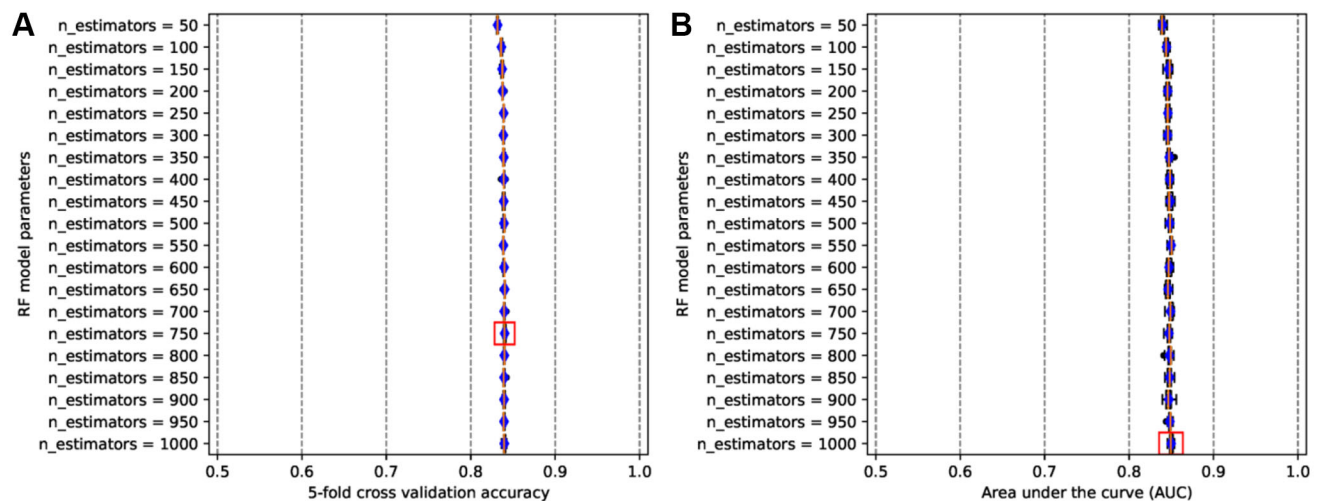 A
RF model parameters
n_estimators = 50
n_estimators = 100
n_estimators = 150
n_estimators = 200
n_estimators = 250
n_estimators = 300
n_estimators = 350
n_estimators = 400
n_estimators = 450
n_estimators = 500
n_estimators = 550
n_estimators = 600
n_estimators = 650
n_estimators = 700
n_estimators = 750
n_estimators = 800
n_estimators = 850
n_estimators = 900
n_estimators = 950
n_estimators = 1000
0.5 0.6 0.7 0.8 0.9 1.0
5-fold cross validation accuracy
B
RF model parameters
n_estimators = 50
n_estimators = 100
n_estimators = 150
n_estimators = 200
n_estimators = 250
n_estimators = 300
n_estimators = 350
n_estimators = 400
n_estimators = 450
n_estimators = 500
n_estimators = 550
n_estimators = 600
n_estimators = 650
n_estimators = 700
n_estimators = 750
n_estimators = 800
n_estimators = 850
n_estimators = 900
n_estimators = 950
n_estimators = 1000
0.5 0.6 0.7 0.8 0.9 1.0
Area under the curve (AUC)